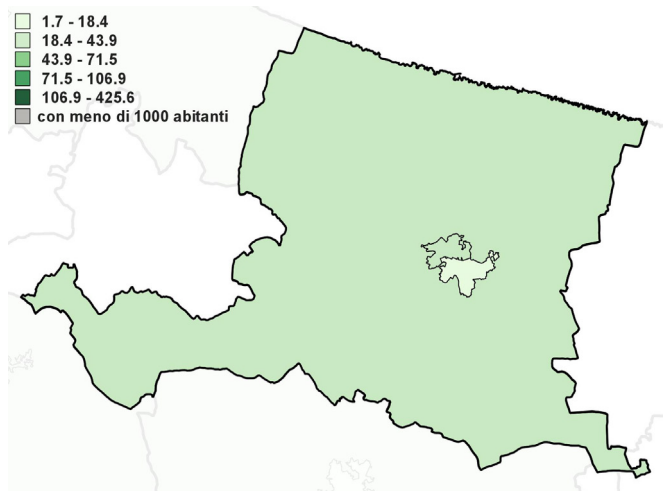 1.7 - 18.4
18.4 - 43.9
43.9 - 71.5
71.5 - 106.9
106.9 - 425.6
con meno di 1000 abitanti